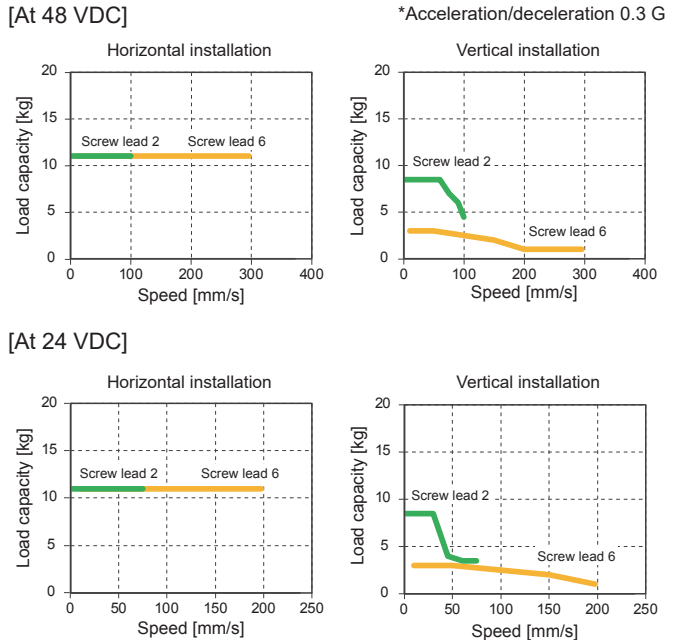 [At 48 VDC]
*Acceleration/deceleration 0.3 G
Horizontal installation
Load capacity [kg]
20
15
10
5
0
Screw lead 2
Screw lead 6
0 100 200 300 400
Speed [mm/s]
Vertical installation
Load capacity [kg]
20
15
10
5
0
Screw lead 2
Screw lead 6
0 100 200 300 400
Speed [mm/s]
[At 24 VDC]
Horizontal installation
Load capacity [kg]
20
15
10
5
0
Screw lead 2
Screw lead 6
0 50 100 150 200 250
Speed [mm/s]
Vertical installation
Load capacity [kg]
20
15
10
5
0
Screw lead 2
Screw lead 6
0 50 100 150 200 250
Speed [mm/s]